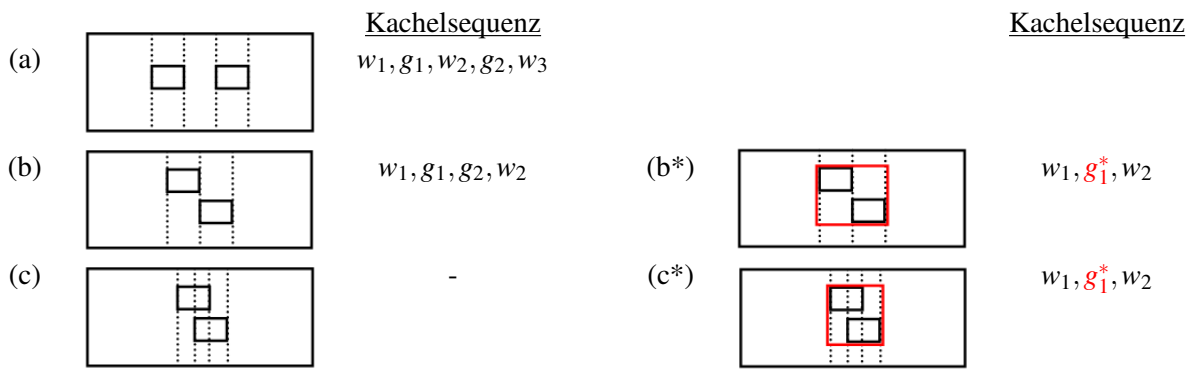 Kachelsequenz Kachelsequenz
(a) w₁, g₁, w₂, g₂, w₃
(b) w₁, g₁, g₂, w₂ (b*) w₁, g₁*, w₂
(c) - (c*) w₁, g₁*, w₂